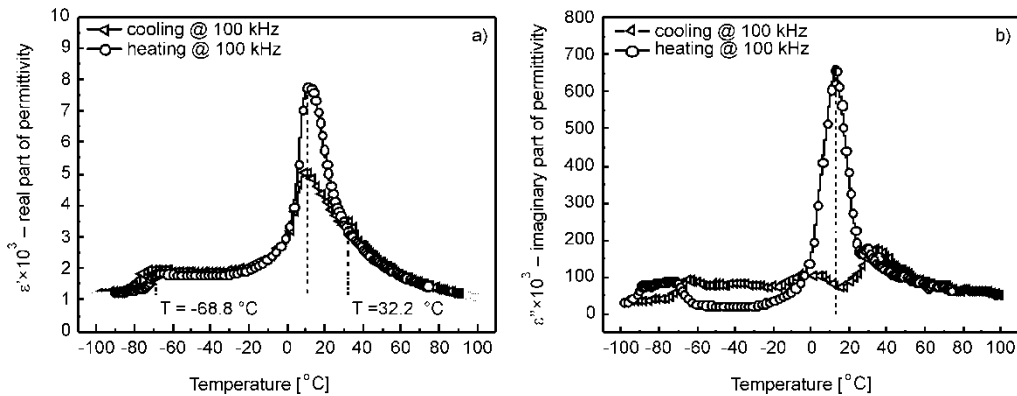 10
9
8
7
6
5
4
3
2
1
0
ε'×10³ – real part of permittivity
cooling @ 100 kHz
heating @ 100 kHz
a)
T = -68.8 °C
T=32.2 °C
-100 -80 -60 -40 -20 0 20 40 60 80 100
Temperature [°C]
800
700
600
500
400
300
200
100
0
ε"×10³ – imaginary part of permittivity
cooling @ 100 kHz
heating @ 100 kHz
b)
-100 -80 -60 -40 -20 0 20 40 60 80 100
Temperature [°C]